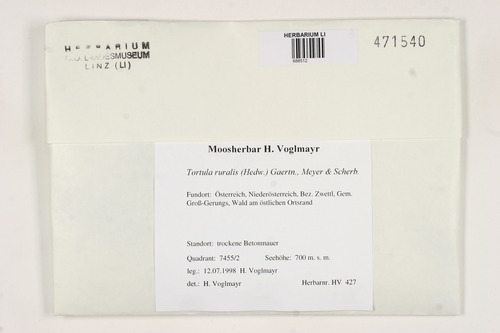 HERBARIUM
O.Ö. LANDESMUSEUM
LINZ (LI)
HERBARIUM LI
686512
471540
Moosherbar H. Voglmayr
Tortula ruralis (Hedw.) Gaertn., Meyer & Scherb.
Fundort: Österreich, Niederösterreich, Bez. Zwettl, Gem.
Groß-Gerungs, Wald am östlichen Ortsrand
Standort: trockene Betonmauer
Quadrant: 7455/2 Seehöhe: 700 m. s. m.
leg.: 12.07.1998 H. Voglmayr
det.: H. Voglmayr Herbarnr. HV 427